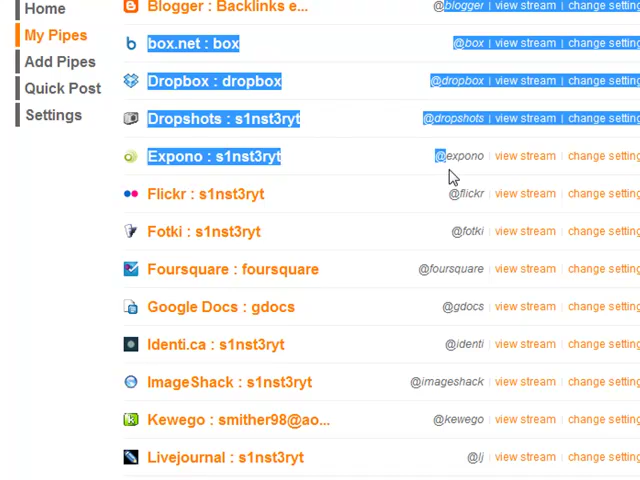 Home
My Pipes
Add Pipes
Quick Post
Settings
Blogger : Backlinks e... @blogger view stream change setting
box.net : box @box view stream change setting
Dropbox : dropbox @dropbox view stream change setting
Dropshots : s1nst3ryt @dropshots view stream change setting
Expono : s1nst3ryt @expono view stream change setting
Flickr : s1nst3ryt @flickr view stream change setting
Fotki : s1nst3ryt @fotki view stream change setting
Foursquare : foursquare @foursquare view stream change setting
Google Docs : gdocs @gdocs view stream change setting
Identi.ca : s1nst3ryt @identi view stream change setting
ImageShack : s1nst3ryt @imageshack view stream change setting
Kewego : smither98@ao... @kewego view stream change setting
Livejournal : s1nst3ryt @lj view stream change setting